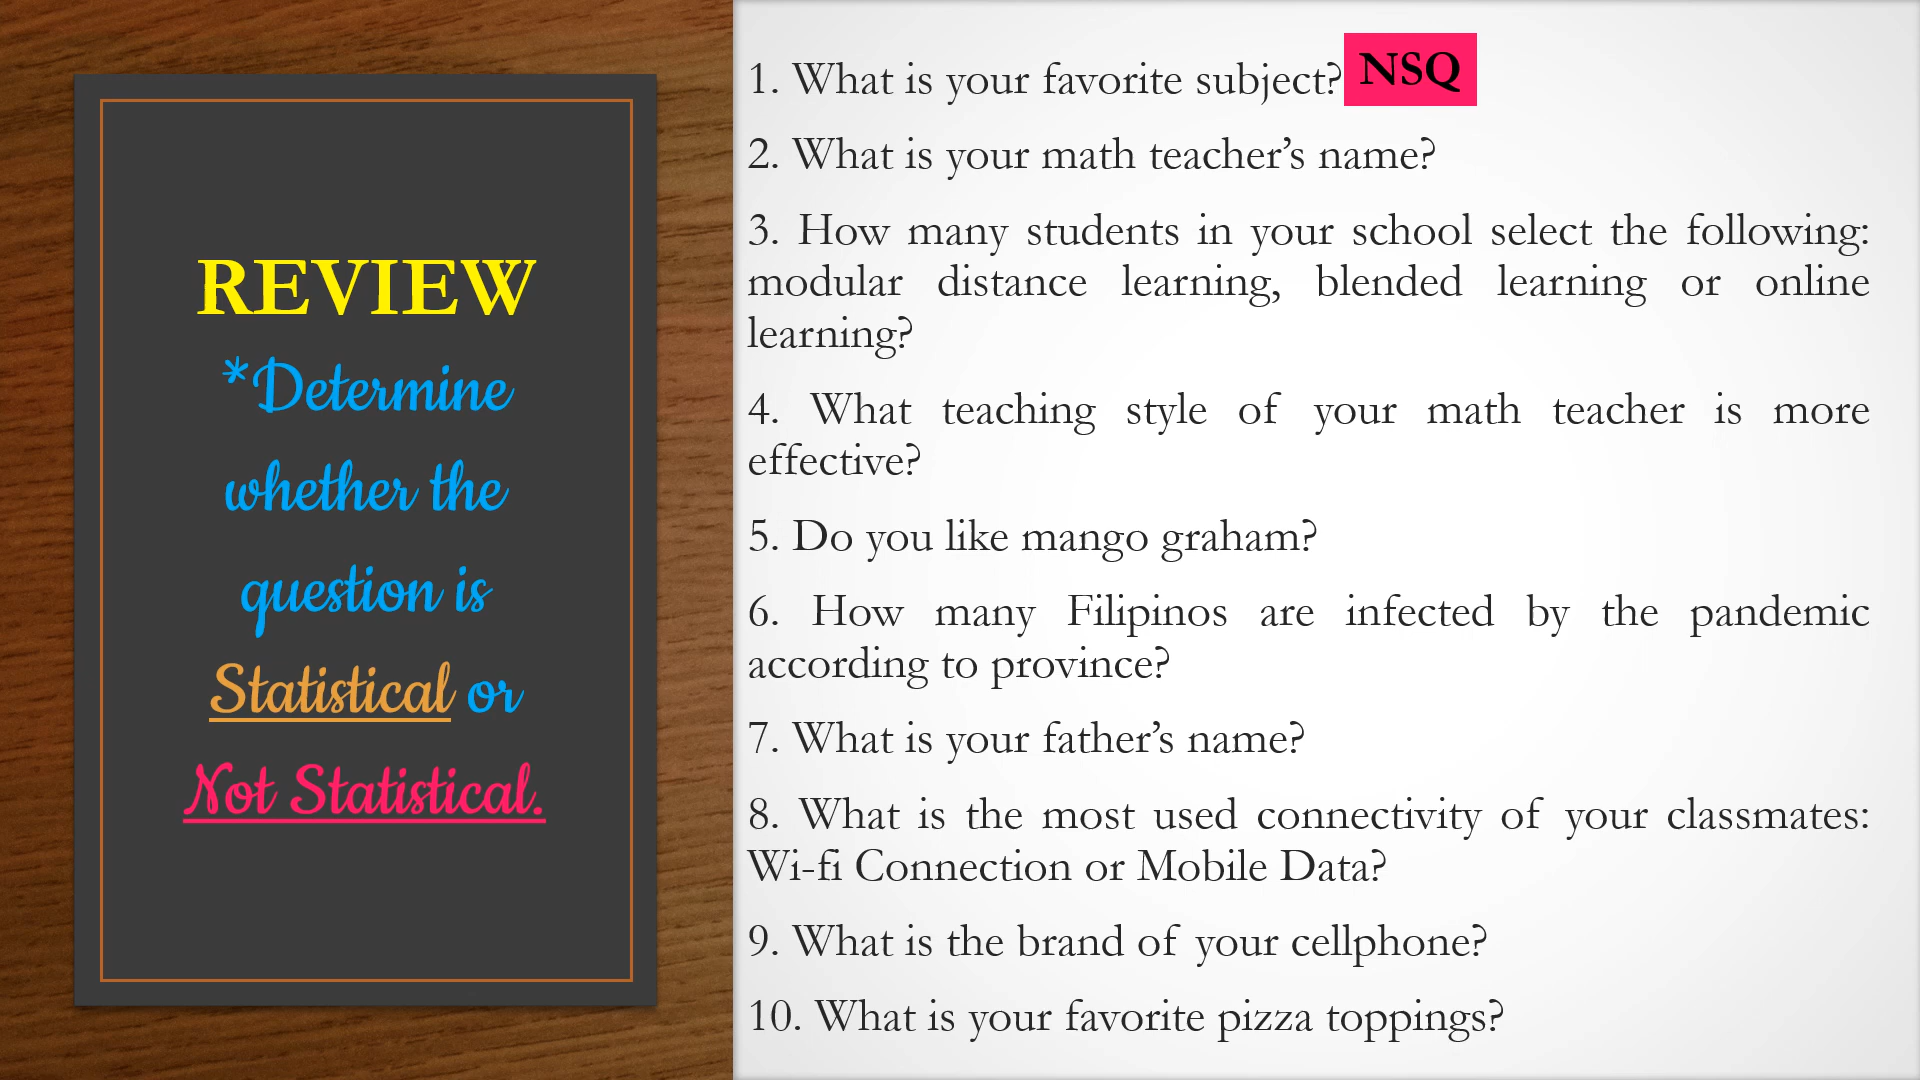 REVIEW
*Determine
whether the
question is
Statistical or
Not Statistical.
1. What is your favorite subject? NSQ
2. What is your math teacher’s name?
3. How many students in your school select the following:
modular distance learning, blended learning or online
learning?
4. What teaching style of your math teacher is more
effective?
5. Do you like mango graham?
6. How many Filipinos are infected by the pandemic
according to province?
7. What is your father’s name?
8. What is the most used connectivity of your classmates:
Wi-fi Connection or Mobile Data?
9. What is the brand of your cellphone?
10. What is your favorite pizza toppings?